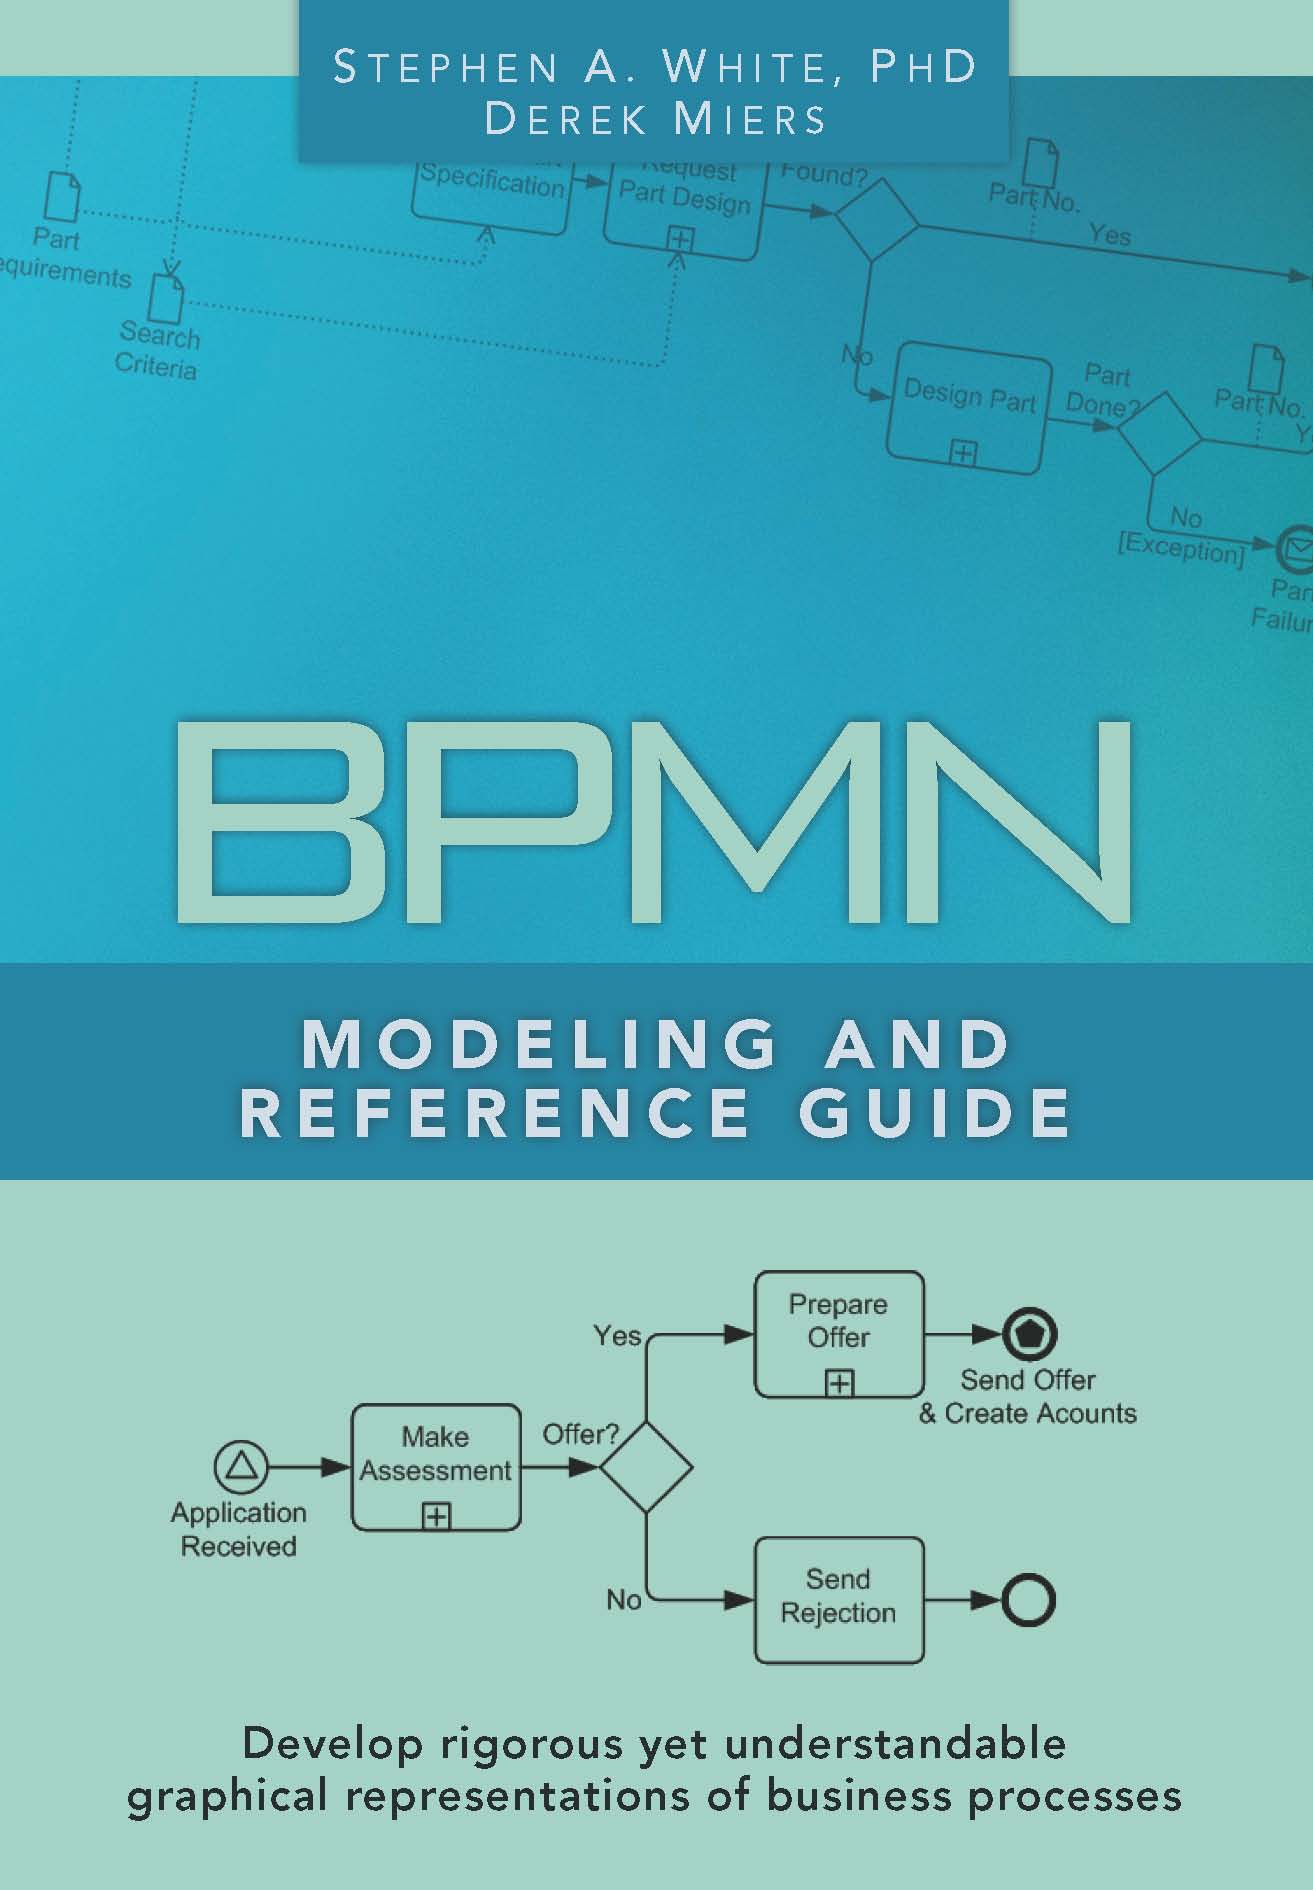 STEPHEN A. WHITE, PHD
DEREK MIERS
Specification
Request
Part Design
Found?
Part No.
Yes
Part
Search
Criteria
No
Design Part
Part
Done?
Part No.
No
[Exception]
BPMN
MODELING AND
REFERENCE GUIDE
Yes
Prepare
Offer
Send Offer
& Create Acounts
Offer?
Make
Assessment
Application
Received
No
Send
Rejection
Develop rigorous yet understandable
graphical representations of business processes